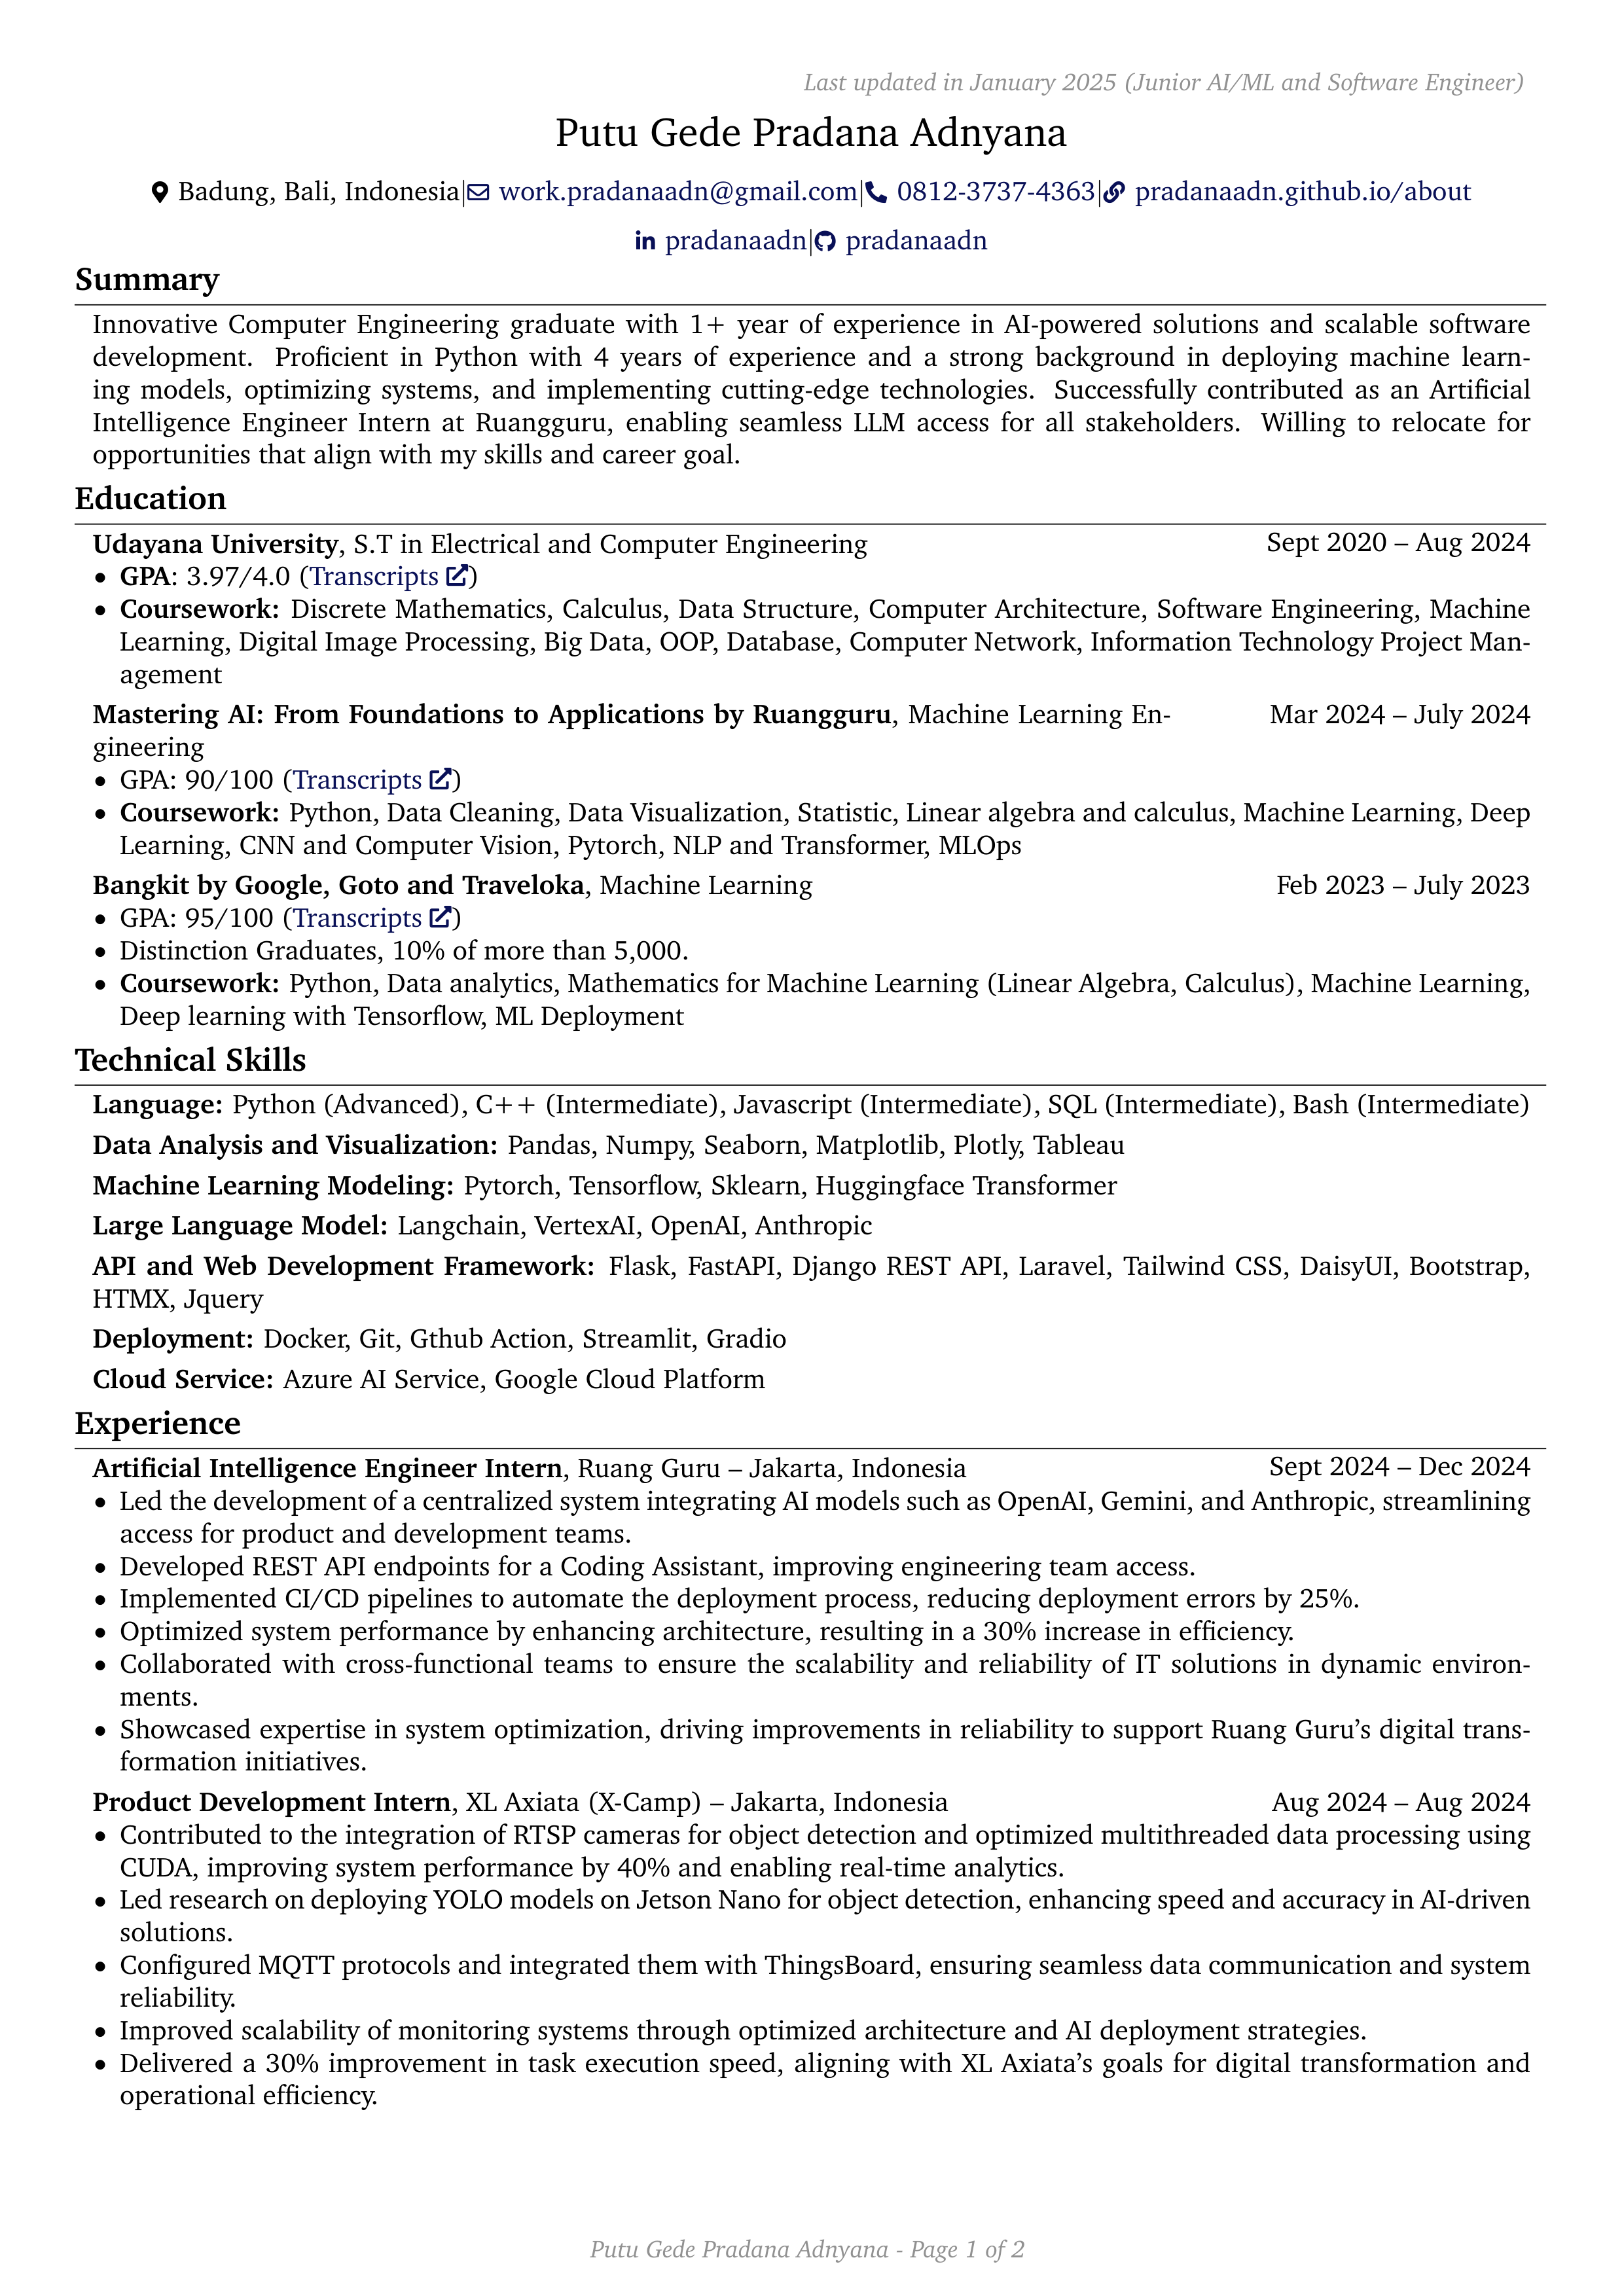 Last updated in January 2025 (Junior AI/ML and Software Engineer)
Putu Gede Pradana Adnyana
Badung, Bali, Indonesia| work.pradanaadn@gmail.com| 0812-3737-4363| pradanaadn.github.io/about
pradanaadn| pradanaadn
Summary
Innovative Computer Engineering graduate with 1+ year of experience in AI-powered solutions and scalable software
development. Proficient in Python with 4 years of experience and a strong background in deploying machine learn-
ing models, optimizing systems, and implementing cutting-edge technologies. Successfully contributed as an Artificial
Intelligence Engineer Intern at Ruangguru, enabling seamless LLM access for all stakeholders. Willing to relocate for
opportunities that align with my skills and career goal.
Education
Udayana University, S.T in Electrical and Computer Engineering Sept 2020 – Aug 2024
• GPA: 3.97/4.0 (Transcripts)
• Coursework: Discrete Mathematics, Calculus, Data Structure, Computer Architecture, Software Engineering, Machine
Learning, Digital Image Processing, Big Data, OOP, Database, Computer Network, Information Technology Project Man-
agement
Mastering AI: From Foundations to Applications by Ruangguru, Machine Learning En- Mar 2024 – July 2024
gineering
• GPA: 90/100 (Transcripts)
• Coursework: Python, Data Cleaning, Data Visualization, Statistic, Linear algebra and calculus, Machine Learning, Deep
Learning, CNN and Computer Vision, Pytorch, NLP and Transformer, MLOps
Bangkit by Google, Goto and Traveloka, Machine Learning Feb 2023 – July 2023
• GPA: 95/100 (Transcripts)
• Distinction Graduates, 10% of more than 5,000.
• Coursework: Python, Data analytics, Mathematics for Machine Learning (Linear Algebra, Calculus), Machine Learning,
Deep learning with Tensorflow, ML Deployment
Technical Skills
Language: Python (Advanced), C++ (Intermediate), Javascript (Intermediate), SQL (Intermediate), Bash (Intermediate)
Data Analysis and Visualization: Pandas, Numpy, Seaborn, Matplotlib, Plotly, Tableau
Machine Learning Modeling: Pytorch, Tensorflow, Sklearn, Huggingface Transformer
Large Language Model: Langchain, VertexAI, OpenAI, Anthropic
API and Web Development Framework: Flask, FastAPI, Django REST API, Laravel, Tailwind CSS, DaisyUI, Bootstrap,
HTMX, Jquery
Deployment: Docker, Git, Gthub Action, Streamlit, Gradio
Cloud Service: Azure AI Service, Google Cloud Platform
Experience
Artificial Intelligence Engineer Intern, Ruang Guru – Jakarta, Indonesia Sept 2024 – Dec 2024
• Led the development of a centralized system integrating AI models such as OpenAI, Gemini, and Anthropic, streamlining
access for product and development teams.
• Developed REST API endpoints for a Coding Assistant, improving engineering team access.
• Implemented CI/CD pipelines to automate the deployment process, reducing deployment errors by 25%.
• Optimized system performance by enhancing architecture, resulting in a 30% increase in efficiency.
• Collaborated with cross-functional teams to ensure the scalability and reliability of IT solutions in dynamic environ-
ments.
• Showcased expertise in system optimization, driving improvements in reliability to support Ruang Guru's digital trans-
formation initiatives.
Product Development Intern, XL Axiata (X-Camp) – Jakarta, Indonesia Aug 2024 – Aug 2024
• Contributed to the integration of RTSP cameras for object detection and optimized multithreaded data processing using
CUDA, improving system performance by 40% and enabling real-time analytics.
• Led research on deploying YOLO models on Jetson Nano for object detection, enhancing speed and accuracy in AI-driven
solutions.
• Configured MQTT protocols and integrated them with ThingsBoard, ensuring seamless data communication and system
reliability.
• Improved scalability of monitoring systems through optimized architecture and AI deployment strategies.
• Delivered a 30% improvement in task execution speed, aligning with XL Axiata's goals for digital transformation and
operational efficiency.
Putu Gede Pradana Adnyana - Page 1 of 2